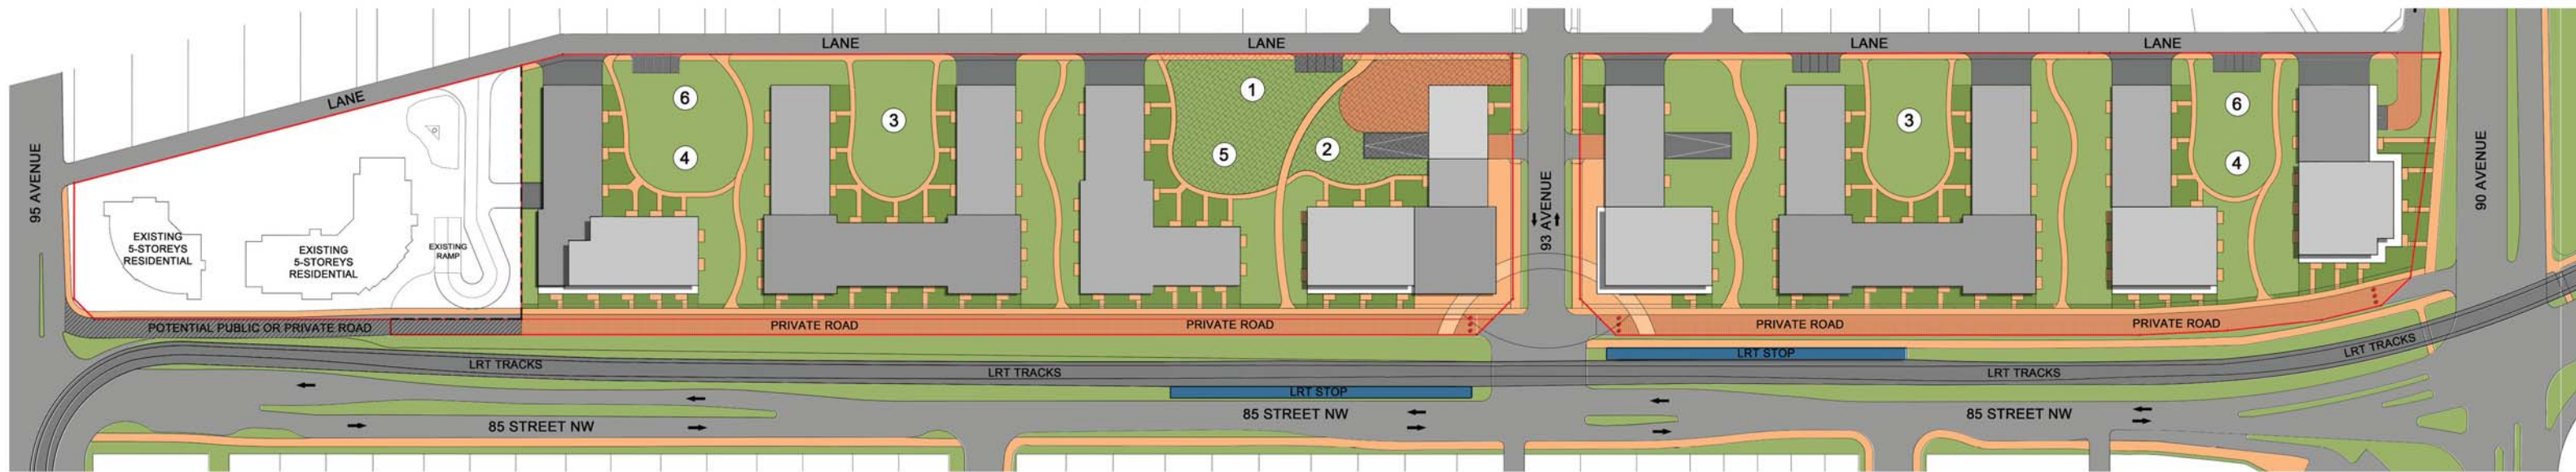 LANE
LANE
LANE
LANE
LANE
95 AVENUE
EXISTING
5-STOREYS
RESIDENTIAL
EXISTING
5-STOREYS
RESIDENTIAL
EXISTING
RAMP
6
4
3
1
5
2
93 AVENUE
3
6
4
90 AVENUE
POTENTIAL PUBLIC OR PRIVATE ROAD
PRIVATE ROAD
PRIVATE ROAD
PRIVATE ROAD
PRIVATE ROAD
LRT TRACKS
LRT TRACKS
LRT STOP
LRT STOP
LRT TRACKS
LRT TRACKS
85 STREET NW
85 STREET NW
85 STREET NW